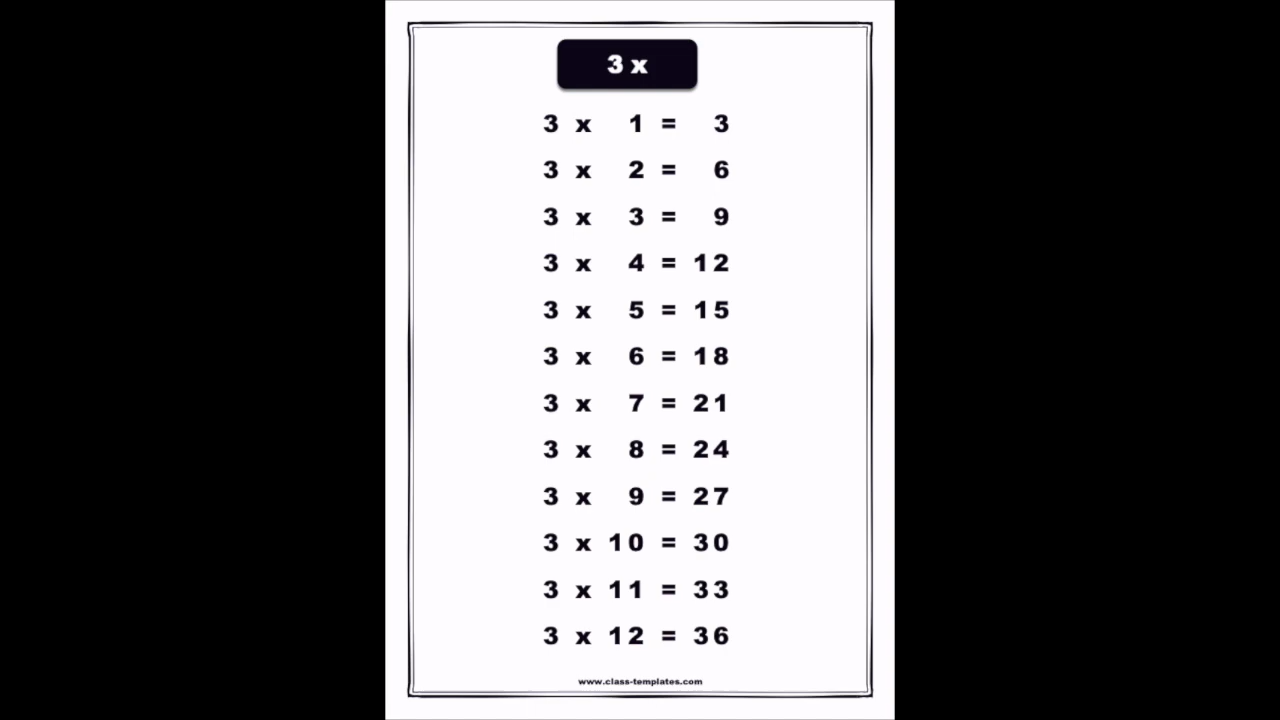 3 x
3 x 1 = 3
3 x 2 = 6
3 x 3 = 9
3 x 4 = 12
3 x 5 = 15
3 x 6 = 18
3 x 7 = 21
3 x 8 = 24
3 x 9 = 27
3 x 10 = 30
3 x 11 = 33
3 x 12 = 36
www.class-templates.com